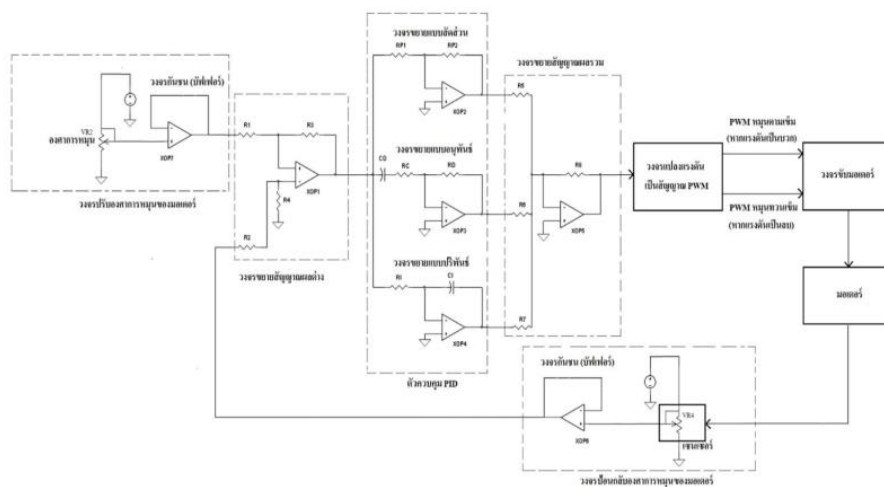 วงจรขยายแบบสัดส่วน
RP1
RP2
XOP2
วงจรกันชน (บัฟเฟอร์)
VR2
องศาการหมุน
XOP7
วงจรปรับองศาการหมุนของมอเตอร์
R1
R3
XOP1
R4
R2
วงจรขยายสัญญาณผลต่าง
วงจรขยายแบบอนุพันธ์
CD
RC
RD
XOP3
วงจรขยายแบบปริพันธ์
RI
CI
XOP4
ตัวควบคุม PID
วงจรขยายสัญญาณผลรวม
R5
R6
R7
R8
XOP5
วงจรแปลงแรงดัน
เป็นสัญญาณ PWM
PWM หมุนตามเข็ม
(หากแรงดันเป็นบวก)
PWM หมุนทวนเข็ม
(หากแรงดันเป็นลบ)
วงจรขับมอเตอร์
มอเตอร์
วงจรกันชน (บัฟเฟอร์)
XOP8
VR4
เซนเซอร์
วงจรป้อนกลับองศาการหมุนของมอเตอร์